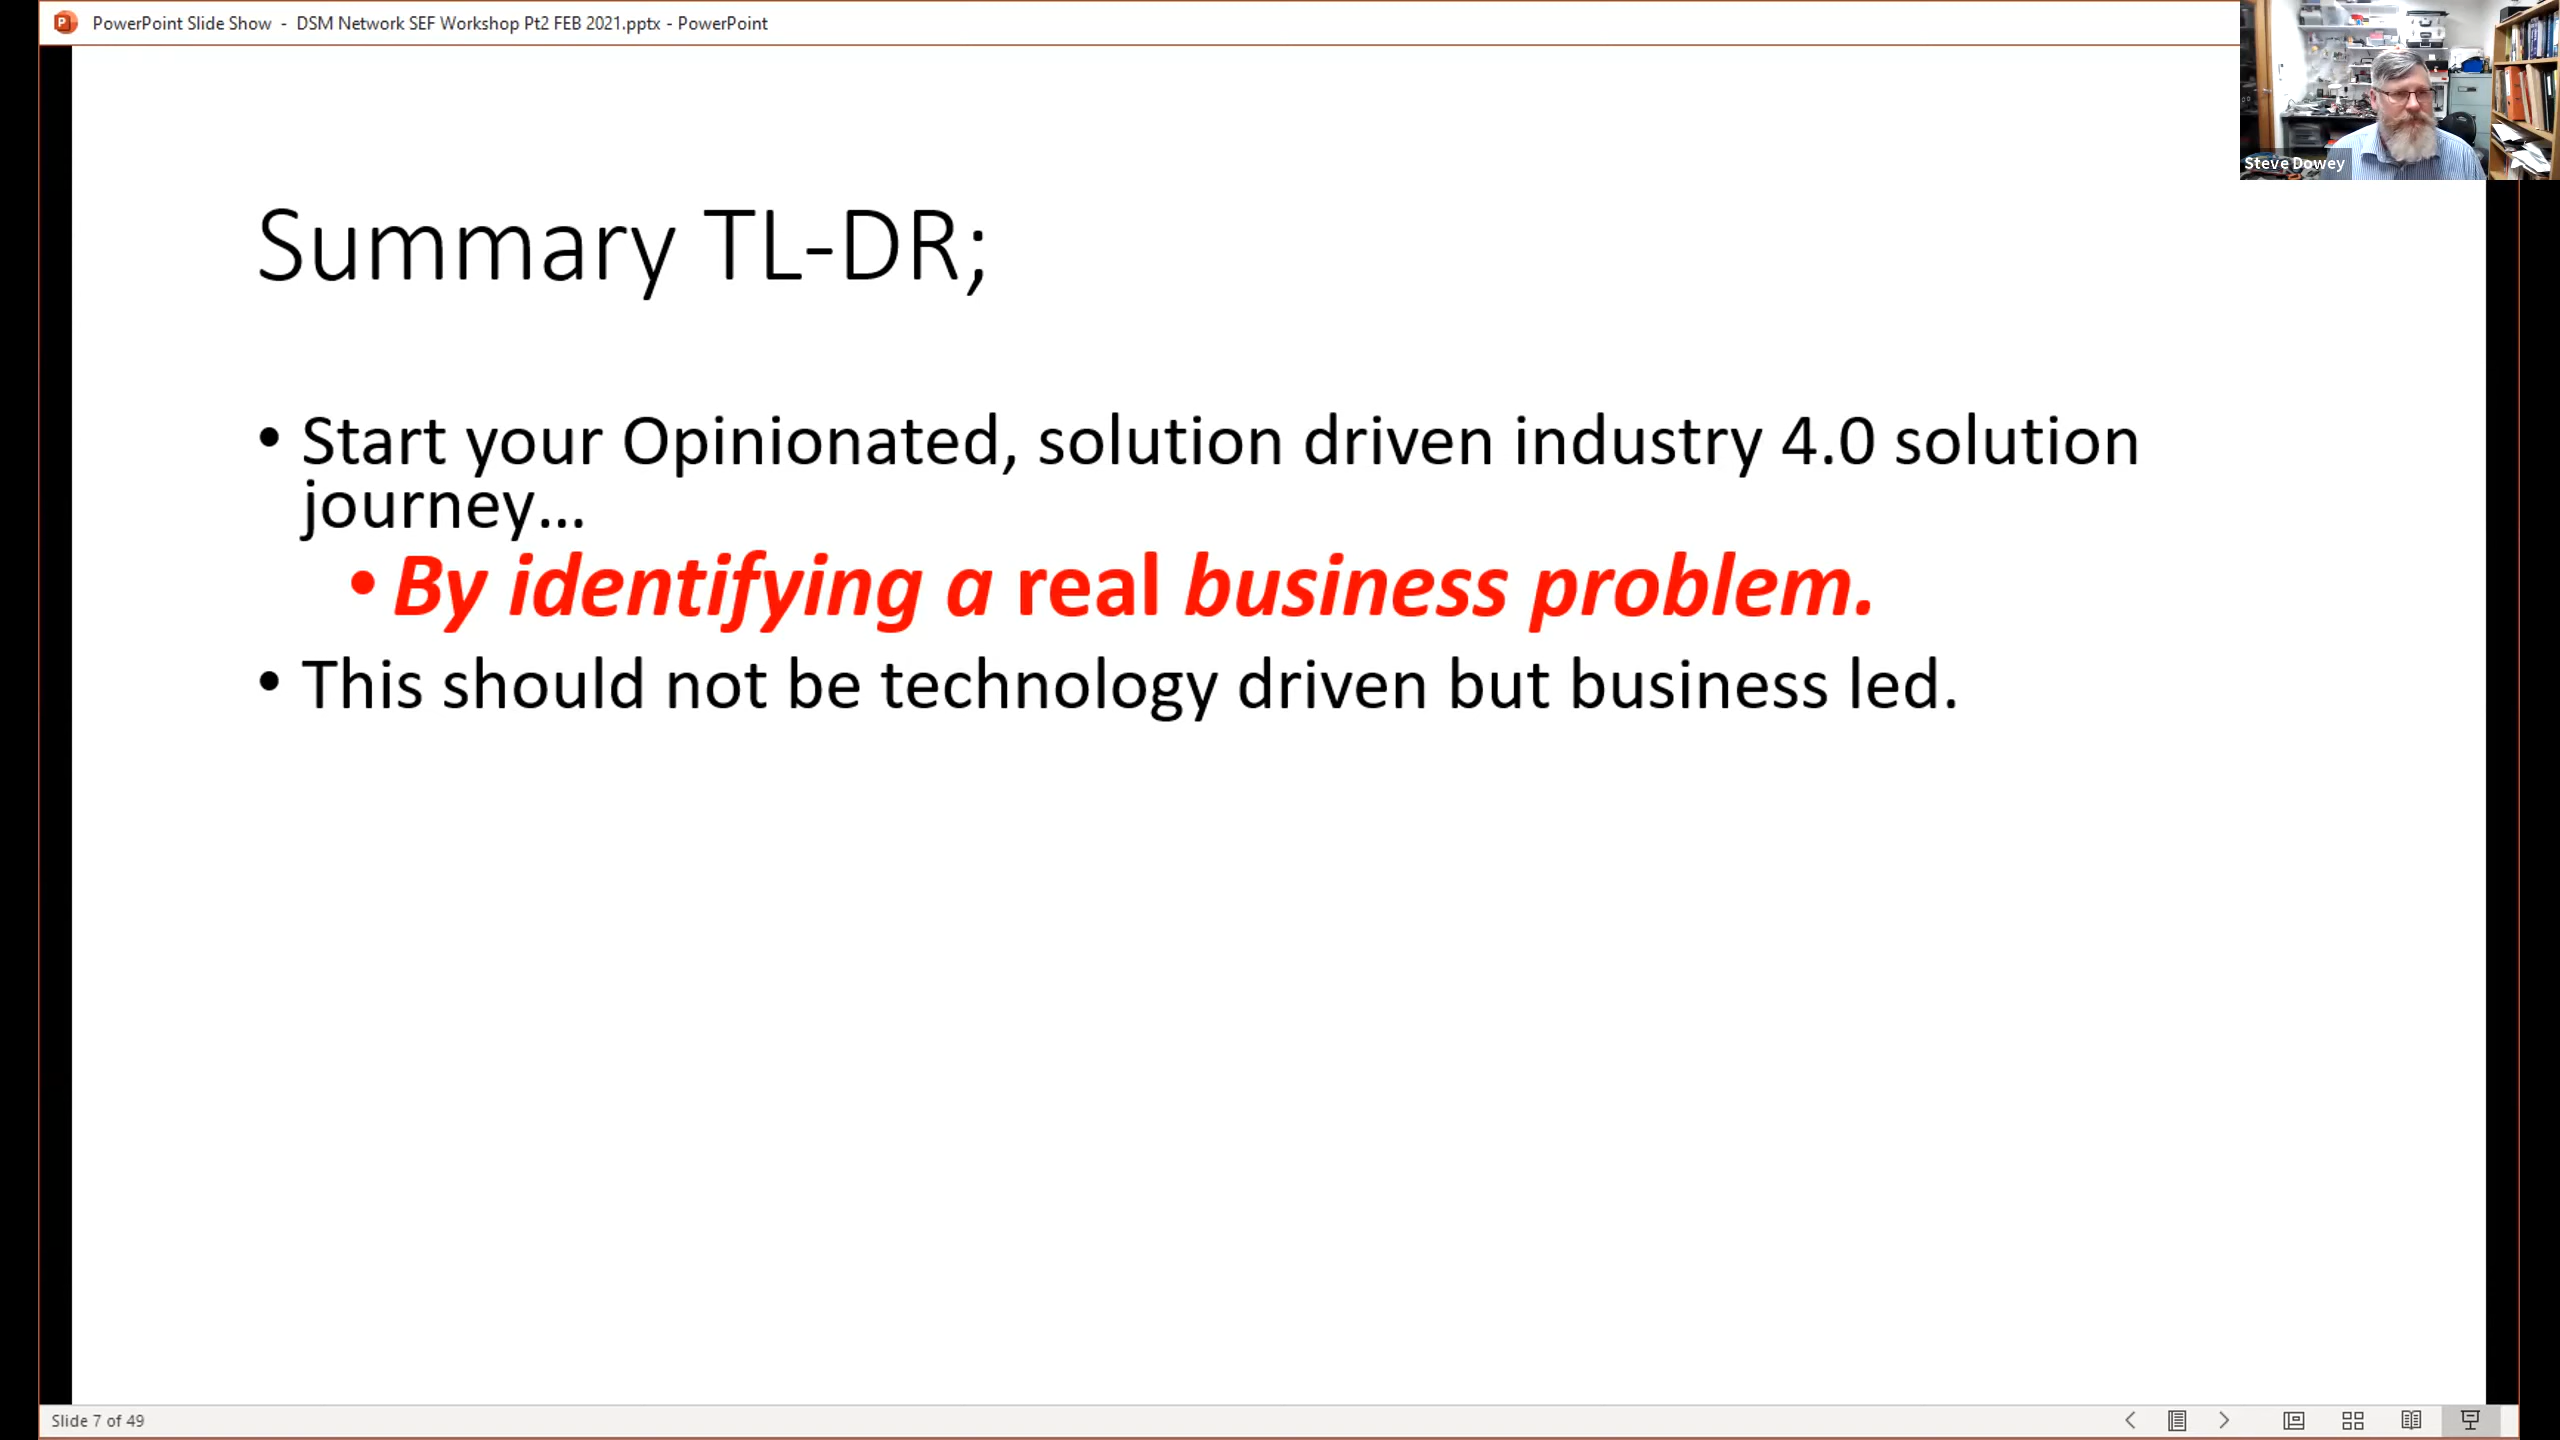 PowerPoint Slide Show  -  DSM Network SEF Workshop Pt2 FEB 2021.pptx - PowerPoint
Steve Dowey
Summary TL-DR;
• Start your Opinionated, solution driven industry 4.0 solution
journey...
• By identifying a real business problem.
• This should not be technology driven but business led.
Slide 7 of 49